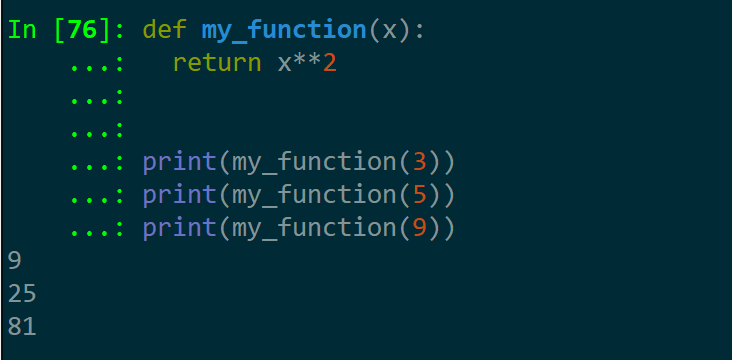 In [76]: def my_function(x):
    ...:   return x**2
    ...:
    ...:
    ...: print(my_function(3))
    ...: print(my_function(5))
    ...: print(my_function(9))
9
25
81